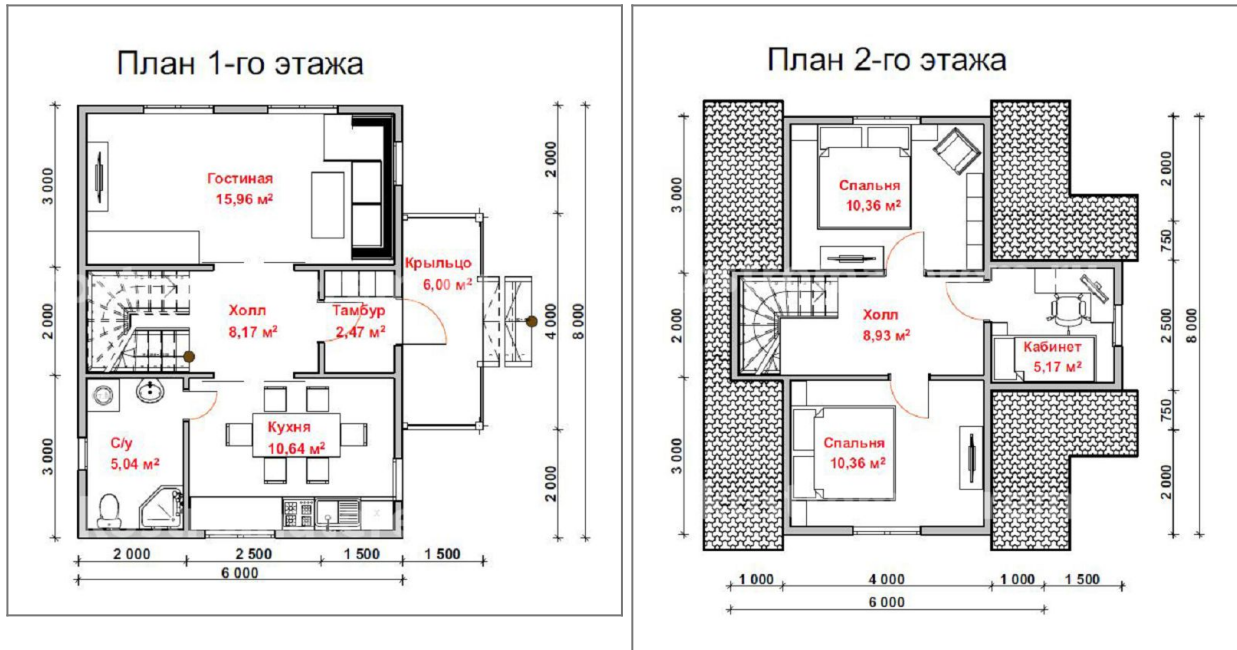 План 1-го этажа
3 000
2 000
3 000
Гостиная
15,96 м²
Крыльцо
6,00 м²
Холл
8,17 м²
Тамбур
2,47 м²
С/у
5,04 м²
Кухня
10,64 м²
2 000
4 000
2 000
8 000
2 000
2 500
1 500
1 500
6 000
План 2-го этажа
3 000
2 000
3 000
Спальня
10,36 м²
Холл
8,93 м²
Кабинет
5,17 м²
Спальня
10,36 м²
2 000
750
2 500
750
2 000
8 000
1 000
4 000
1 000
1 500
6 000